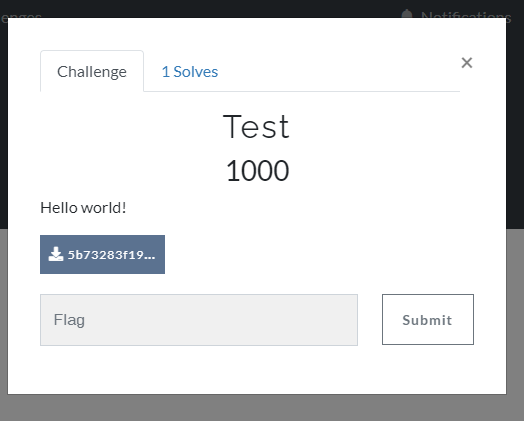 Notifications
Challenge
1 Solves
×
Test
1000
Hello world!
5b73283f19...
Flag
Submit